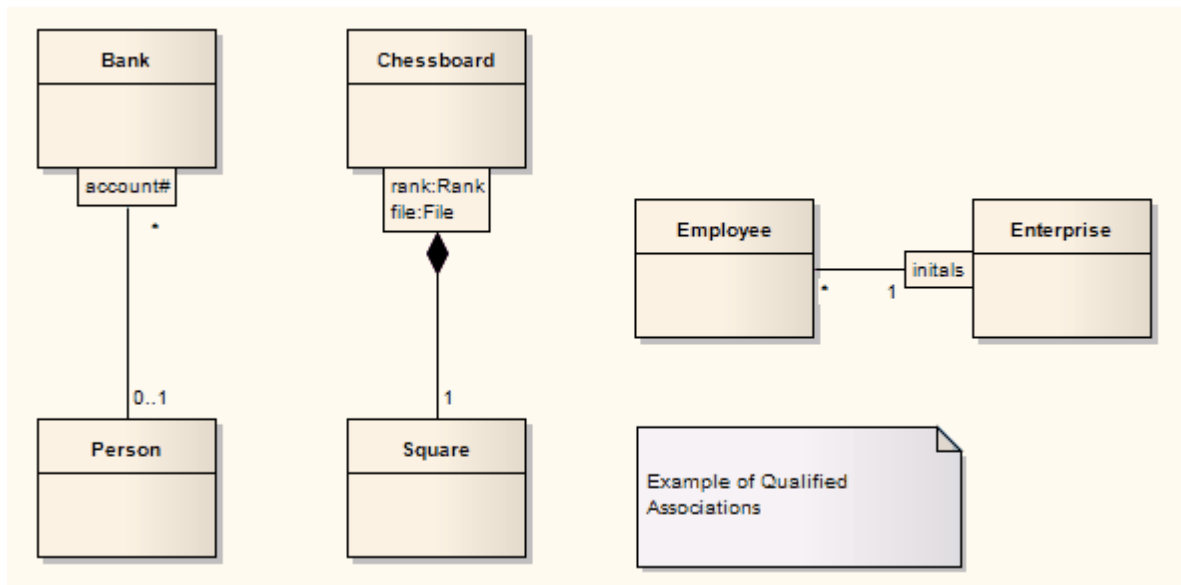 Bank
account#
*
0..1
Person
Chessboard
rank:Rank
file:File
1
Square
Employee
*
1
initals
Enterprise
Example of Qualified
Associations